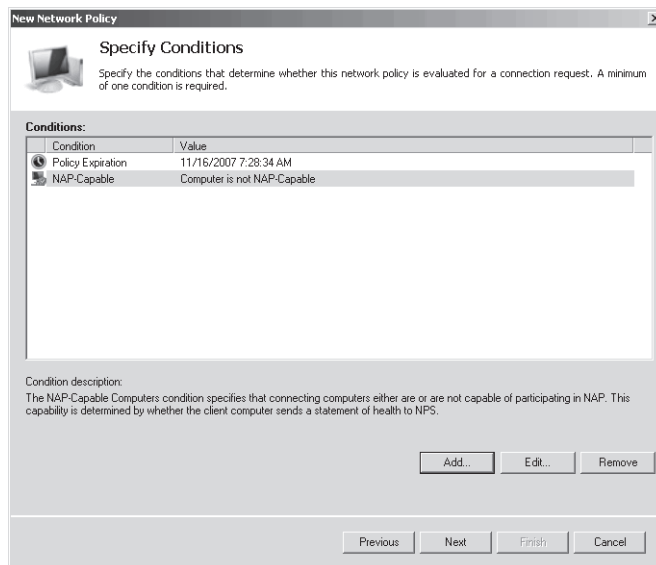 New Network Policy
Specify Conditions
Specify the conditions that determine whether this network policy is evaluated for a connection request. A minimum
of one condition is required.
Conditions:
Condition Value
Policy Expiration 11/16/2007 7:28:34 AM
NAP-Capable Computer is not NAP-Capable
Condition description:
The NAP-Capable Computers condition specifies that connecting computers either are or are not capable of participating in NAP. This
capability is determined by whether the client computer sends a statement of health to NPS.
Add... Edit... Remove
Previous Next Finish Cancel